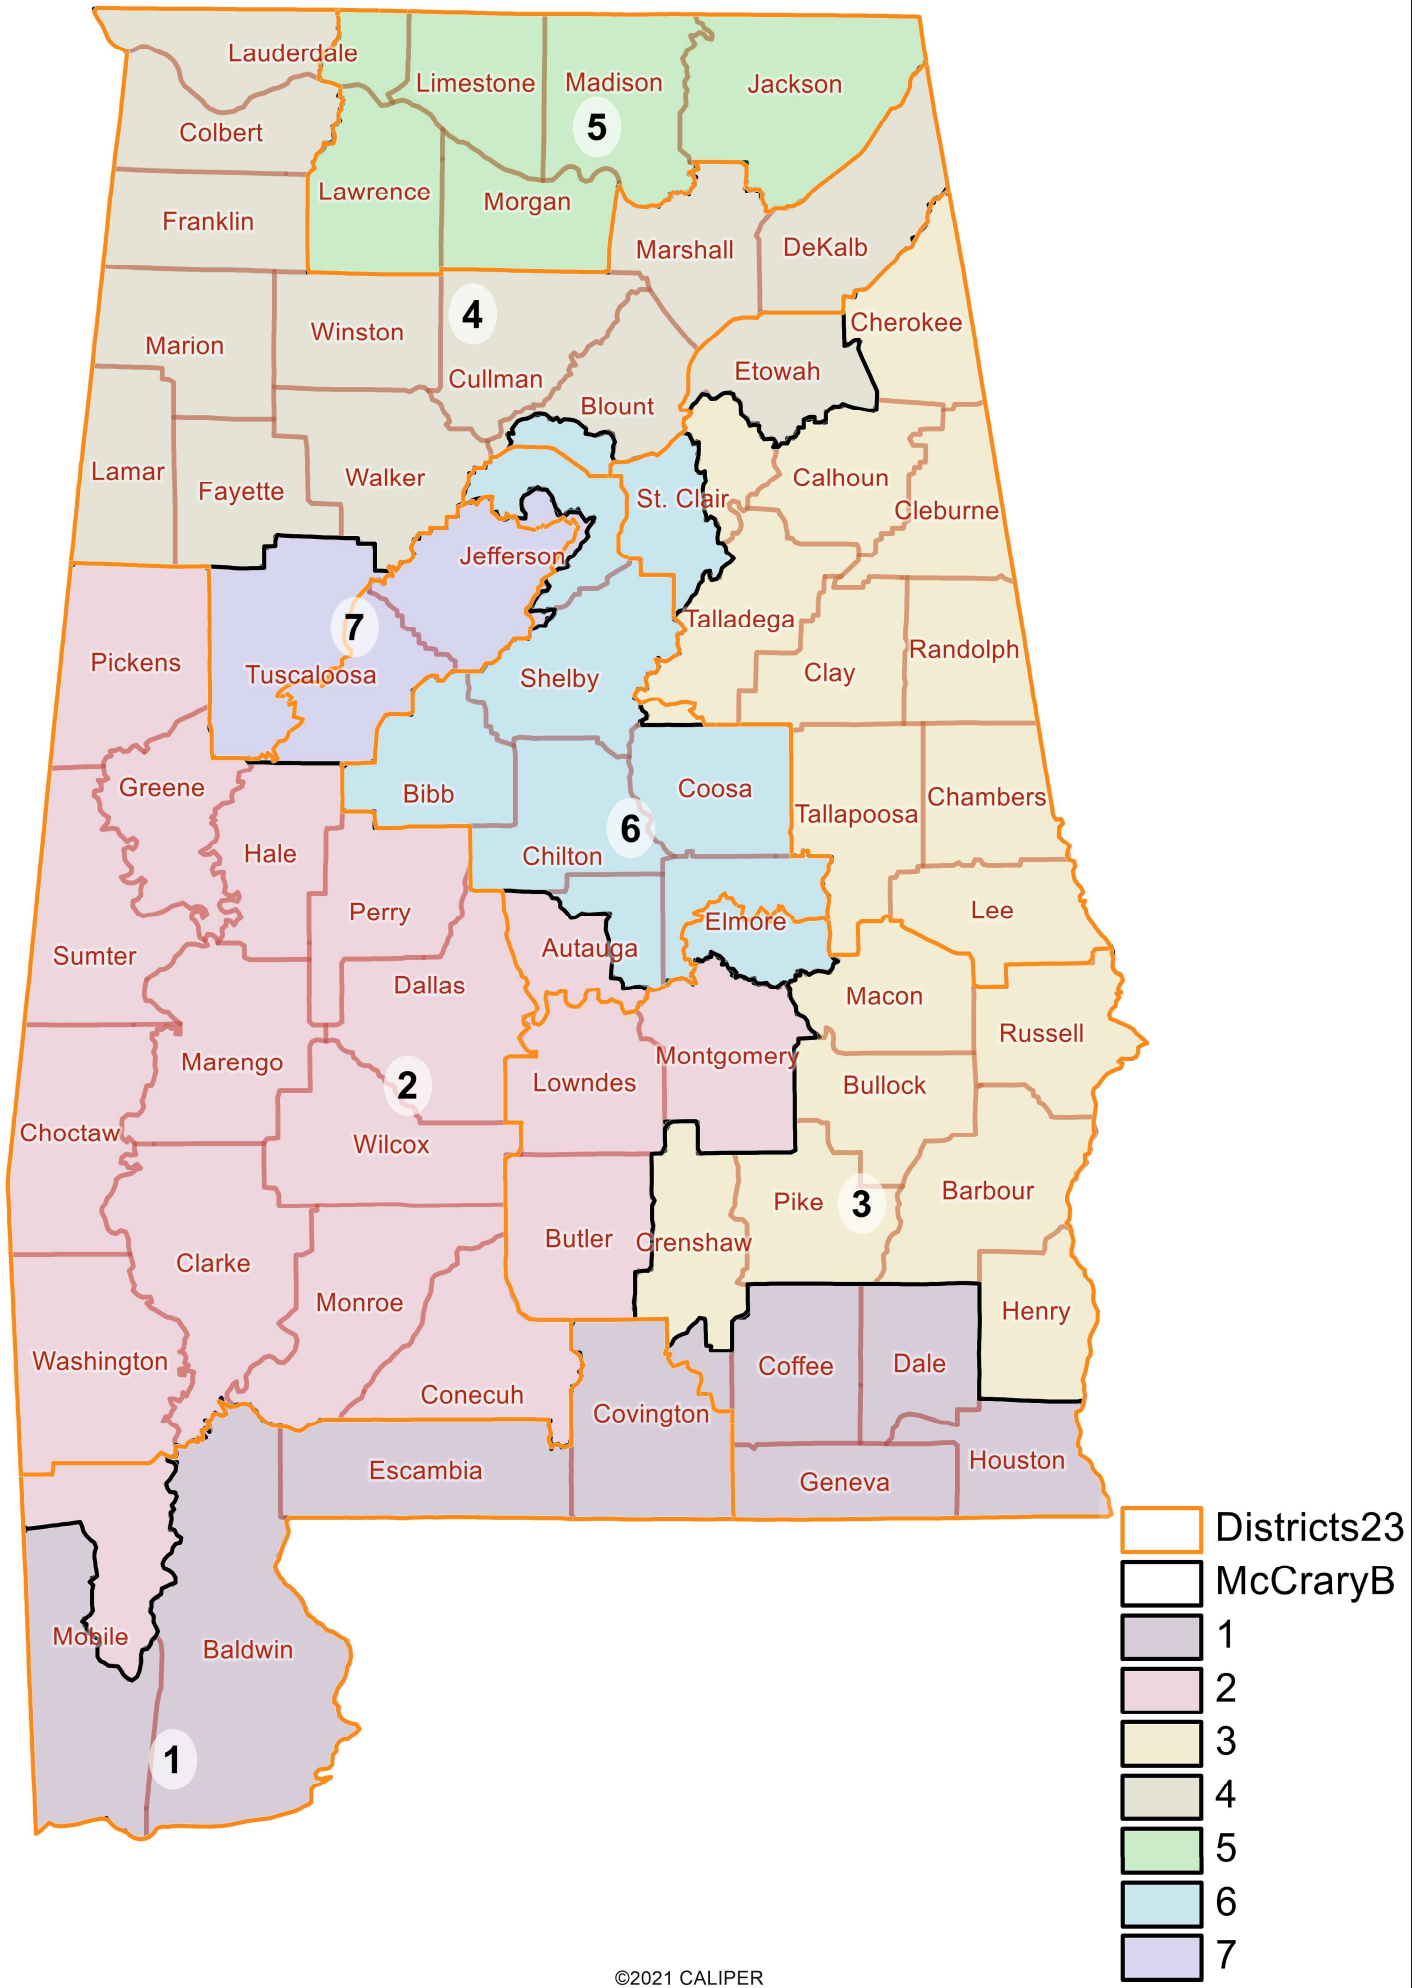 Lauderdale
Limestone
Madison
Jackson
5
Colbert
Lawrence
Morgan
Franklin
Marshall
DeKalb
4
Cherokee
Winston
Marion
Etowah
Cullman
Blount
Lamar
Walker
Calhoun
Fayette
St. Clair
Cleburne
Jefferson
7
Talladega
Randolph
Pickens
Clay
Tuscaloosa
Shelby
Greene
Coosa
Bibb
Chambers
Tallapoosa
6
Hale
Chilton
Perry
Lee
Elmore
Autauga
Sumter
Dallas
Macon
Russell
Montgomery
Marengo
Lowndes
2
Bullock
Choctaw
Wilcox
Barbour
Pike
3
Butler
Crenshaw
Clarke
Monroe
Henry
Washington
Coffee
Dale
Conecuh
Covington
Houston
Escambia
Geneva
Districts23
McCraryB
Mobile
Baldwin
1
1
2
3
4
5
6
7
©2021 CALIPER